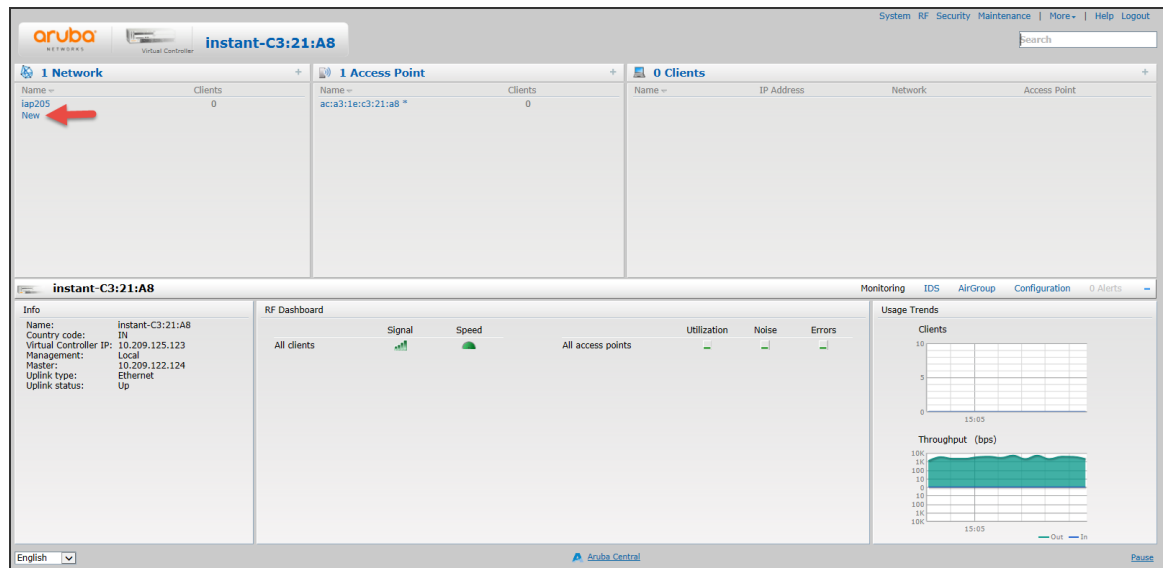 System RF Security Maintenance | More | Help Logout
aruba
NETWORKS
Virtual Controller
instant-C3:21:A8
Search
1 Network +
1 Access Point +
0 Clients +
Name Clients
Name Clients
Name IP Address Network Access Point
iap205 0
ac:a3:1e:c3:21:a8 * 0
New
instant-C3:21:A8
Monitoring IDS AirGroup Configuration 0 Alerts –
Info
Name: instant-C3:21:A8
Country code: IN
Virtual Controller IP: 10.209.125.123
Management: Local
Master: 10.209.122.124
Uplink type: Ethernet
Uplink status: Up
RF Dashboard
Signal Speed Utilization Noise Errors
All clients All access points
Usage Trends
Clients
10
5
0
15:05
Throughput (bps)
10K
1K
100
10
0
10
100
1K
10K
15:05
Out In
English
Aruba Central
Pause